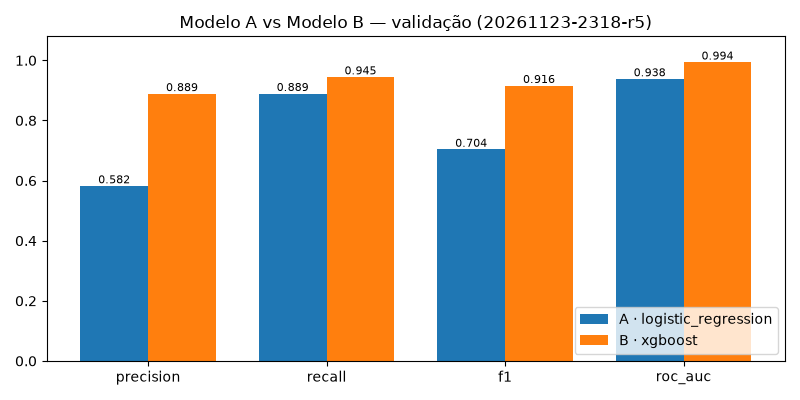 Modelo A vs Modelo B — validação (20261123-2318-r5)
1.0
0.8
0.6
0.4
0.2
0.0
0.582
0.889
0.889
0.945
0.704
0.916
0.938
0.994
A · logistic_regression
B · xgboost
precision
recall
f1
roc_auc